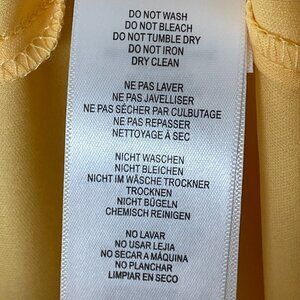 DO NOT WASH
DO NOT BLEACH
DO NOT TUMBLE DRY
DO NOT IRON
DRY CLEAN
NE PAS LAVER
NE PAS JAVELLISER
NE PAS SÉCHER PAR CULBUTAGE
NE PAS REPASSER
NETTOYAGE À SEC
NICHT WASCHEN
NICHT BLEICHEN
NICHT IM WÄSCHE TROCKNER
TROCKNEN
NICHT BÜGELN
CHEMISCH REINIGEN
NO LAVAR
NO USAR LEJIA
NO SECAR A MÁQUINA
NO PLANCHAR
LIMPIAR EN SECO